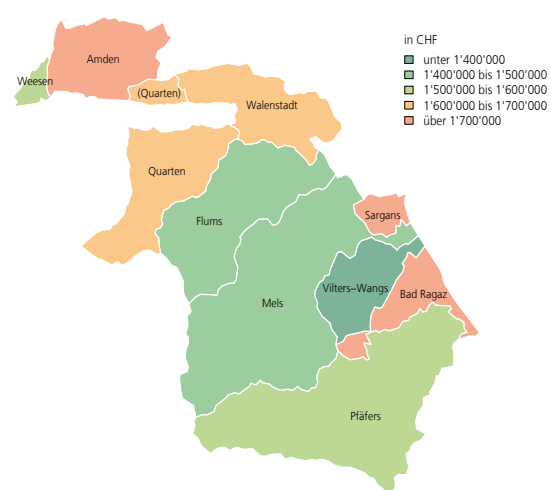 in CHF
unter 1'400'000
1'400'000 bis 1'500'000
1'500'000 bis 1'600'000
1'600'000 bis 1'700'000
über 1'700'000
Amden
Weesen
(Quarten)
Walenstadt
Quarten
Flums
Sargans
Vilters–Wangs
Bad Ragaz
Mels
Pfäfers